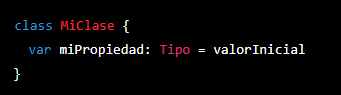 class MiClase {
  var miPropiedad: Tipo = valorInicial
}